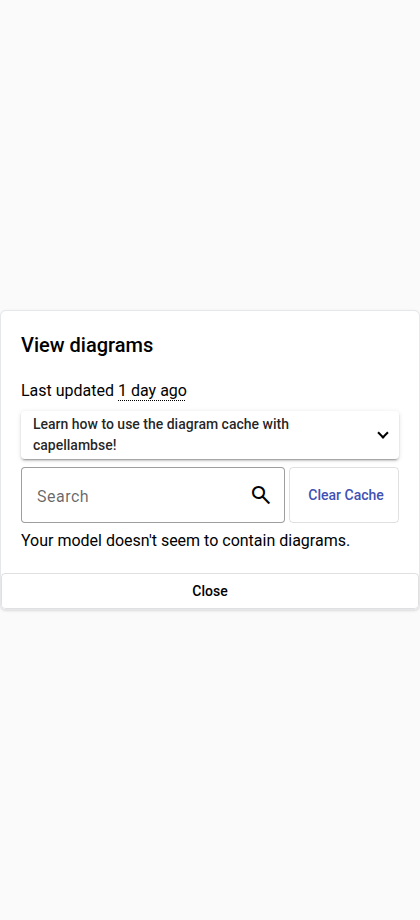 View diagrams
Last updated 1 day ago
Learn how to use the diagram cache with
capellambse!
Search
Clear Cache
Your model doesn't seem to contain diagrams.
Close